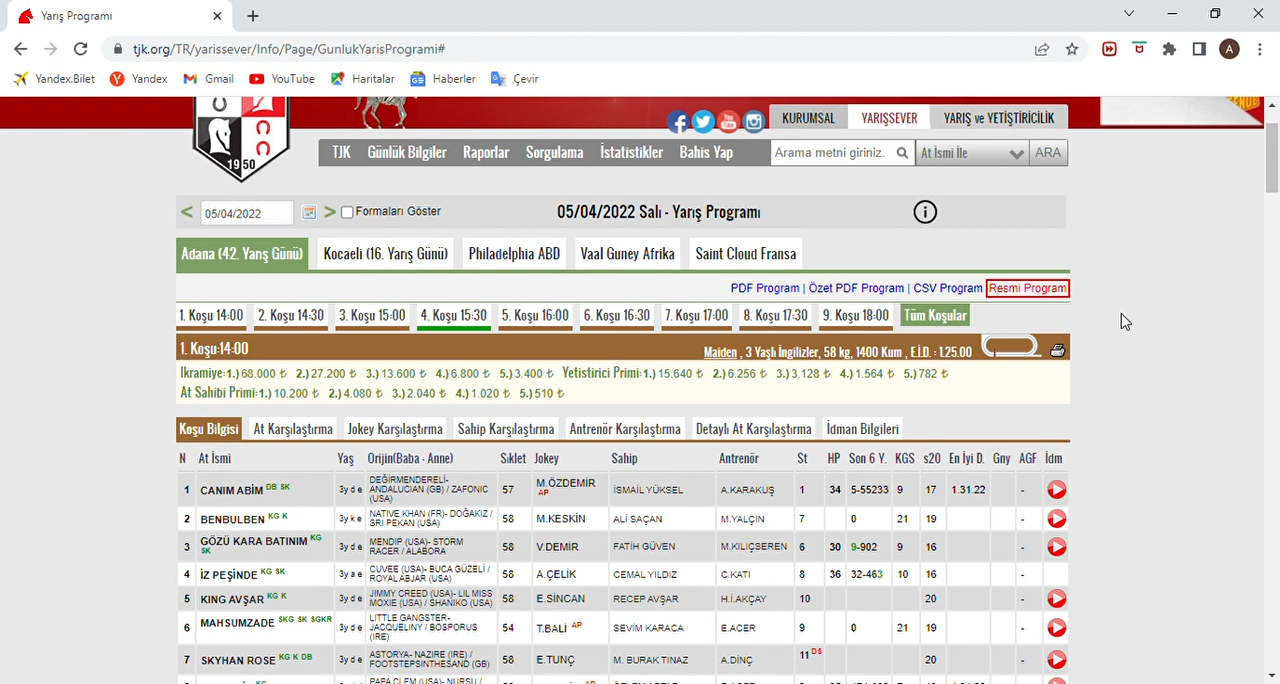 Yarış Programı
tjk.org/TR/yarissever/Info/Page/GunlukYarisProgrami#
A
Yandex.Bilet Yandex Gmail YouTube Haritalar Haberler Çevir
C C C
1950
KURUMSAL YARIŞSEVER YARIŞ ve YETİŞTİRİCİLİK
TJK Günlük Bilgiler Raporlar Sorgulama İstatistikler Bahis Yap Arama metni giriniz. At İsmi İle ARA
< 05/04/2022 > Formaları Göster 05/04/2022 Salı - Yarış Programı
Adana (42. Yarış Günü) Kocaeli (16. Yarış Günü) Philadelphia ABD Vaal Guney Afrika Saint Cloud Fransa
PDF Program | Özet PDF Program | CSV Program Resmi Program
1. Koşu 14:00 2. Koşu 14:30 3. Koşu 15:00 4. Koşu 15:30 5. Koşu 16:00 6. Koşu 16:30 7. Koşu 17:00 8. Koşu 17:30 9. Koşu 18:00 Tüm Koşular
1. Koşu:14:00 Maiden , 3 Yaşlı İngilizler, 58 kg, 1400 Kum , E.İ.D. : 1.25.00
Ikramiye:1.) 68.000 ₺ 2.) 27.200 ₺ 3.) 13.600 ₺ 4.) 6.800 ₺ 5.) 3.400 ₺ Yetistirici Primi:1.) 15.640 ₺ 2.) 6.256 ₺ 3.) 3.128 ₺ 4.) 1.564 ₺ 5.) 782 ₺
At Sahibi Primi:1.) 10.200 ₺ 2.) 4.080 ₺ 3.) 2.040 ₺ 4.) 1.020 ₺ 5.) 510 ₺
Koşu Bilgisi At Karşılaştırma Jokey Karşılaştırma Sahip Karşılaştırma Antrenör Karşılaştırma Detaylı At Karşılaştırma İdman Bilgileri
N At İsmi Yaş Orijin(Baba - Anne) Sıklet Jokey Sahip Antrenör St HP Son 6 Y. KGS s20 En İyi D. Gny AGF İdm
1 CANIM ABİM DB SK 3y d e DEĞİRMENDERELİ- ANDALUCIAN (GB) / ZAFONIC (USA) 57 M.ÖZDEMİR AP İSMAİL YÜKSEL A.KARAKUŞ 1 34 5-55233 9 17 1.31.22 -
2 BENBULBEN KG K 3y k e NATIVE KHAN (FR)- DOĞAKIZ / SRI PEKAN (USA) 58 M.KESKİN ALİ SAÇAN M.YALÇIN 7 0 21 19 -
3 GÖZÜ KARA BATINIM KG SK 3y d e MENDIP (USA)- STORM RACER / ALABORA 58 V.DEMİR FATİH GÜVEN M.KILIÇSEREN 6 30 9-902 9 16 -
4 İZ PEŞİNDE KG SK 3y a e CUVEE (USA)- BUCA GÜZELİ / ROYAL ABJAR (USA) 58 A.ÇELİK CEMAL YILDIZ C.KATI 8 36 32-463 10 16 -
5 KING AVŞAR KG K 3y d e JIMMY CREED (USA)- LIL MISS MOXIE (USA) / SHANIKO (USA) 58 E.SİNCAN RECEP AVŞAR H.İ.AKÇAY 10 20 -
6 MAHSUMZADE SKG SK SGKR 3y d e LITTLE GANGSTER- JACQUELINY / BOSPORUS (IRE) 54 T.BALİ AP SEVİM KARACA E.ACER 9 0 21 19 -
7 SKYHAN ROSE KG K DB 3y d e ASTORYA- NAZIRE (IRE) / FOOTSTEPSINTHESAND (GB) 58 E.TUNÇ M. BURAK TINAZ A.DİNÇ 11 DS 20 -
PAPA CLEM (USA)- NURSU /